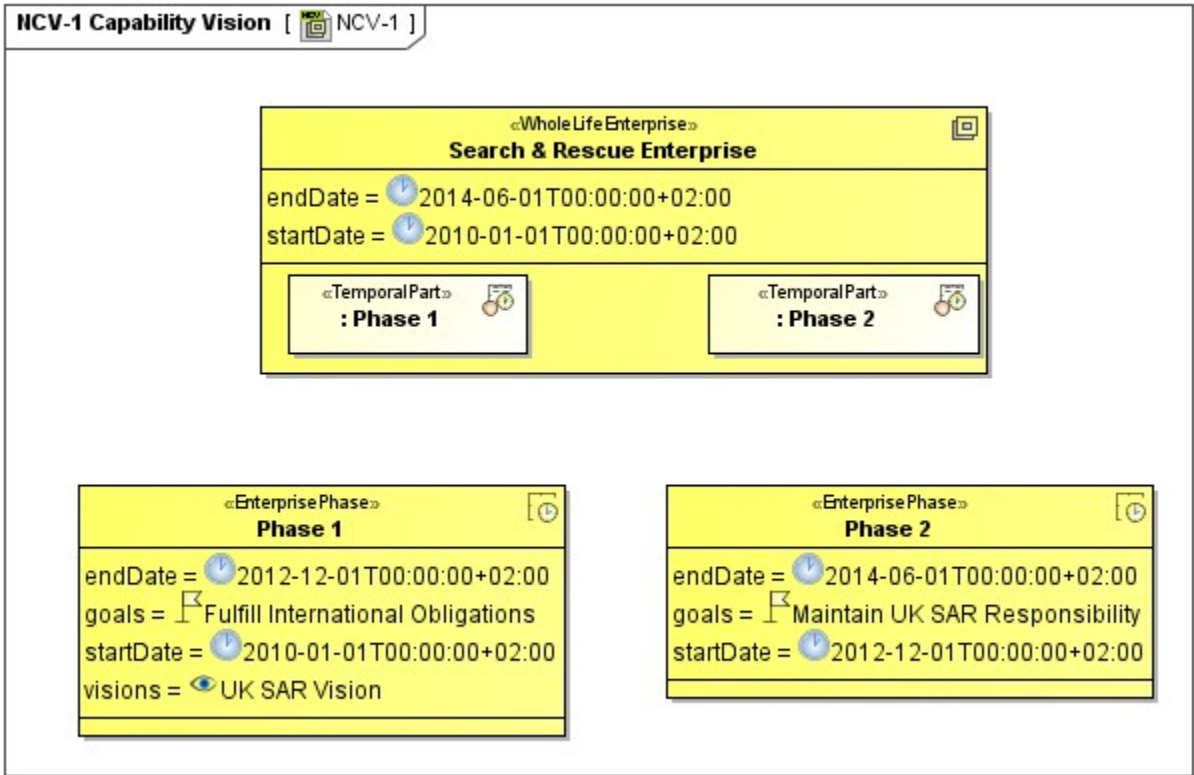 NCV-1 Capability Vision [ NCV NCV-1 ]
«WholeLifeEnterprise»
Search & Rescue Enterprise
endDate = 2014-06-01T00:00:00+02:00
startDate = 2010-01-01T00:00:00+02:00
«TemporalPart»
: Phase 1
«TemporalPart»
: Phase 2
«EnterprisePhase»
Phase 1
endDate = 2012-12-01T00:00:00+02:00
goals = Fulfill International Obligations
startDate = 2010-01-01T00:00:00+02:00
visions = UK SAR Vision
«EnterprisePhase»
Phase 2
endDate = 2014-06-01T00:00:00+02:00
goals = Maintain UK SAR Responsibility
startDate = 2012-12-01T00:00:00+02:00